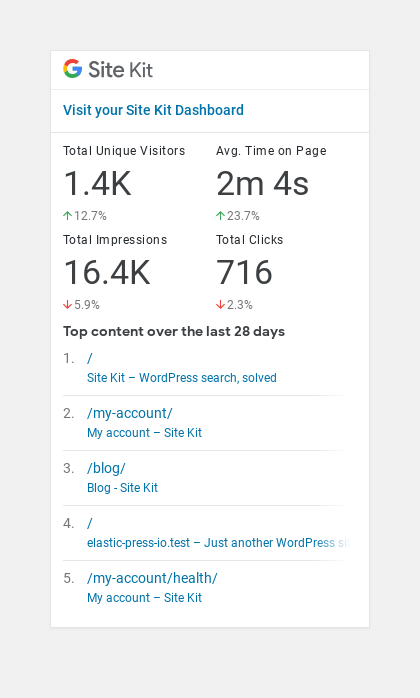 Site Kit
Visit your Site Kit Dashboard
Total Unique Visitors
1.4K
12.7%
Avg. Time on Page
2m 4s
23.7%
Total Impressions
16.4K
5.9%
Total Clicks
716
2.3%
Top content over the last 28 days
1. /
Site Kit – WordPress search, solved
2. /my-account/
My account – Site Kit
3. /blog/
Blog - Site Kit
4. /
elastic-press-io.test – Just another WordPress
5. /my-account/health/
My account – Site Kit